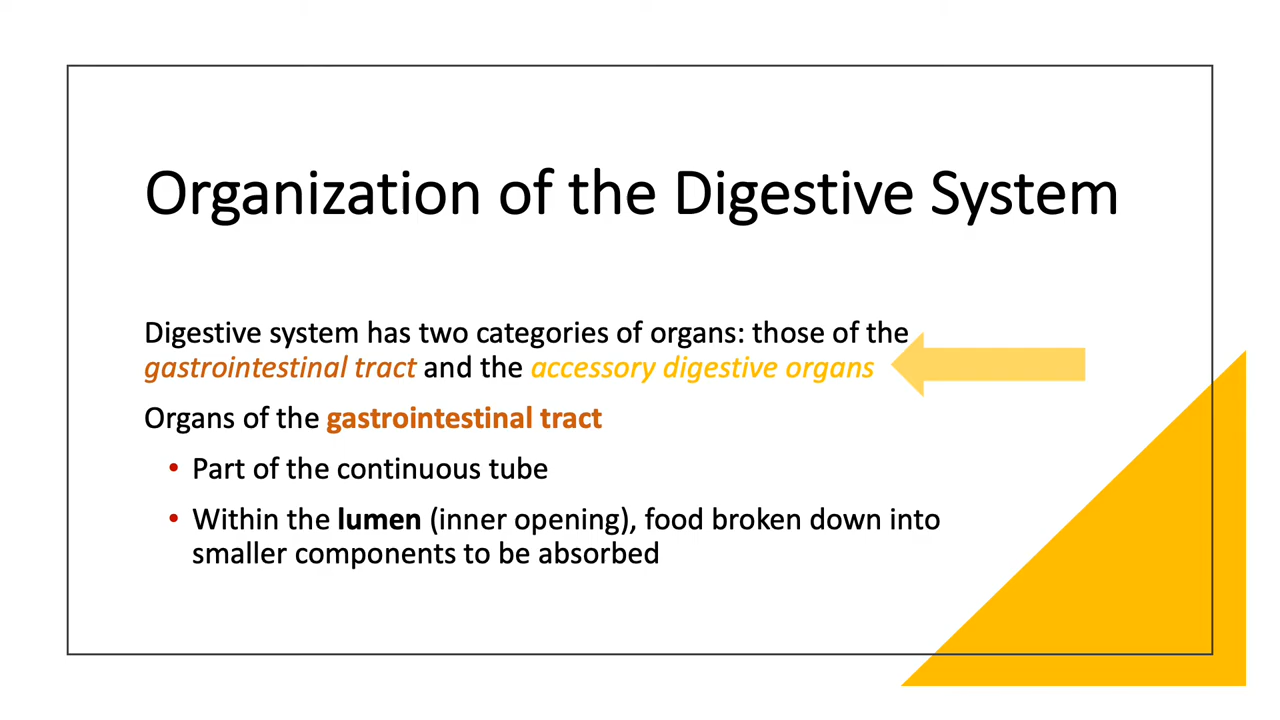 Organization of the Digestive System
Digestive system has two categories of organs: those of the
gastrointestinal tract and the accessory digestive organs
Organs of the gastrointestinal tract
• Part of the continuous tube
• Within the lumen (inner opening), food broken down into
smaller components to be absorbed